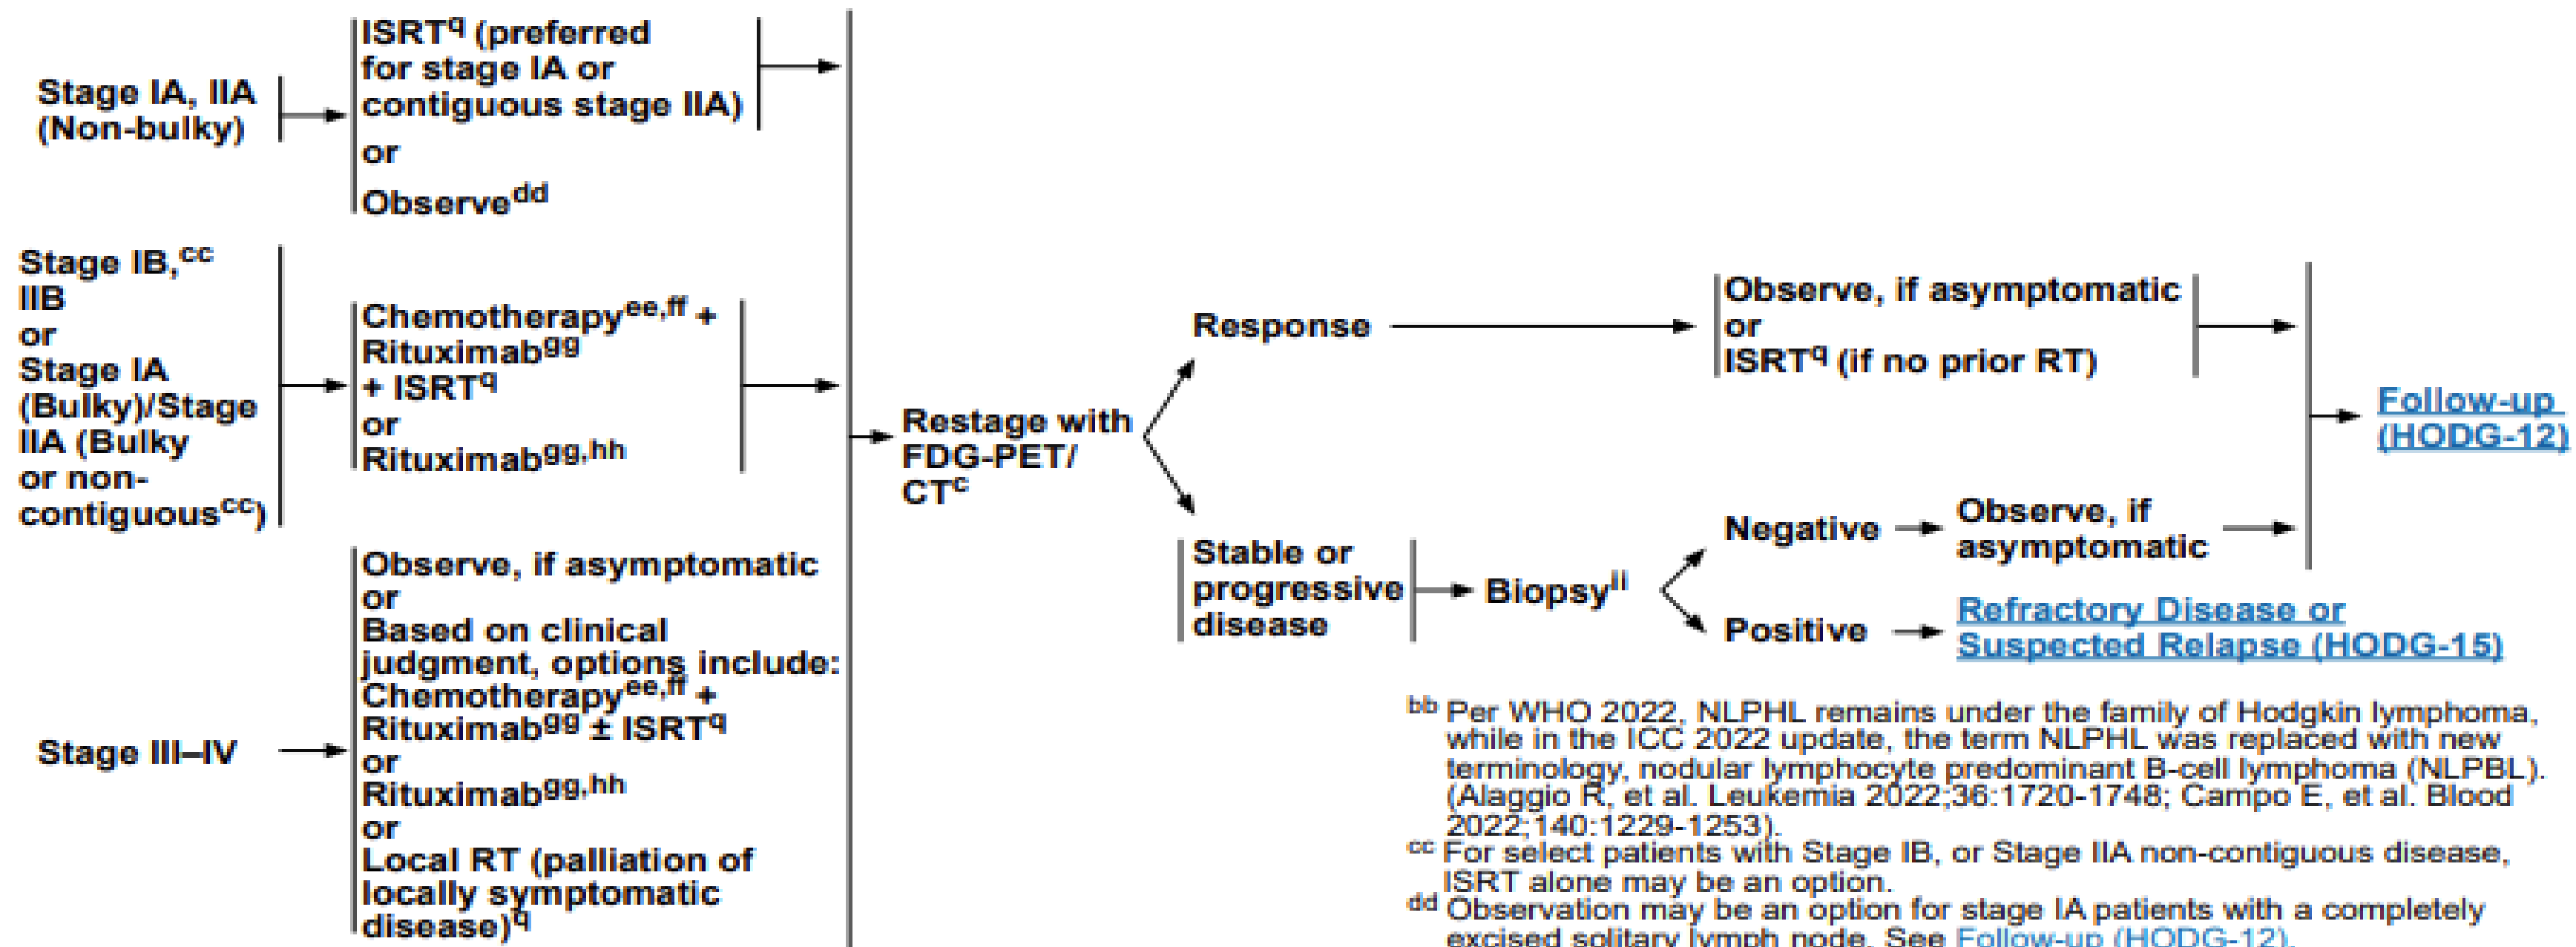 Stage IA, IIA
(Non-bulky)
ISRTq (preferred
for stage IA or
contiguous stage IIA)
or
Observedd
Stage IB,cc
IIB
or
Stage IA
(Bulky)/Stage
IIA (Bulky
or non-
contiguouscc)
Chemotherapyee,ff +
Rituximabgg
+ ISRTq
or
Rituximabgg,hh
Stage III–IV
Observe, if asymptomatic
or
Based on clinical
judgment, options include:
Chemotherapyee,ff +
Rituximabgg ± ISRTq
or
Rituximabgg,hh
or
Local RT (palliation of
locally symptomatic
disease)q
Restage with
FDG-PET/
CTc
Response
Observe, if asymptomatic
or
ISRTq (if no prior RT)
Stable or
progressive
disease
Biopsyii
Negative
Observe, if
asymptomatic
Positive
Refractory Disease or
Suspected Relapse (HODG-15)
Follow-up
(HODG-12)
bb Per WHO 2022, NLPHL remains under the family of Hodgkin lymphoma,
while in the ICC 2022 update, the term NLPHL was replaced with new
terminology, nodular lymphocyte predominant B-cell lymphoma (NLPBL).
(Alaggio R, et al. Leukemia 2022;36:1720-1748; Campo E, et al. Blood
2022;140:1229-1253).
cc For select patients with Stage IB, or Stage IIA non-contiguous disease,
ISRT alone may be an option.
dd Observation may be an option for stage IA patients with a completely
excised solitary lymph node. See Follow-up (HODG-12).